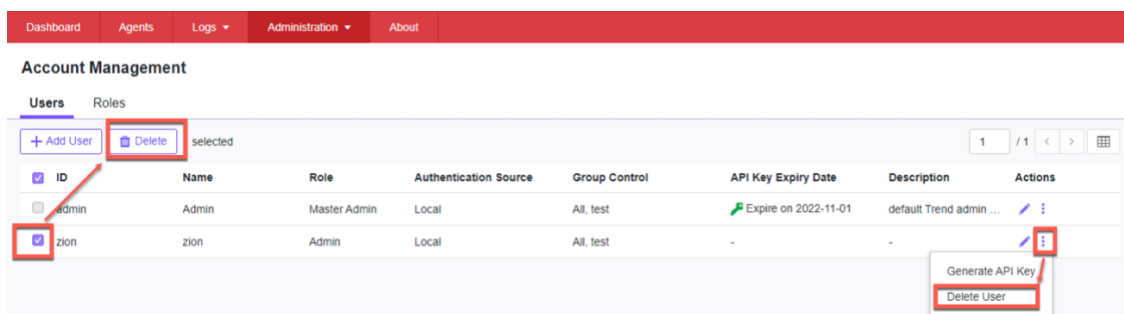 Dashboard Agents Logs Administration About
Account Management
Users Roles
Add User Delete selected 1 / 1
ID Name Role Authentication Source Group Control API Key Expiry Date Description Actions
admin Admin Master Admin Local All, test Expire on 2022-11-01 default Trend admin ...
zion zion Admin Local All, test - -
Generate API Key
Delete User